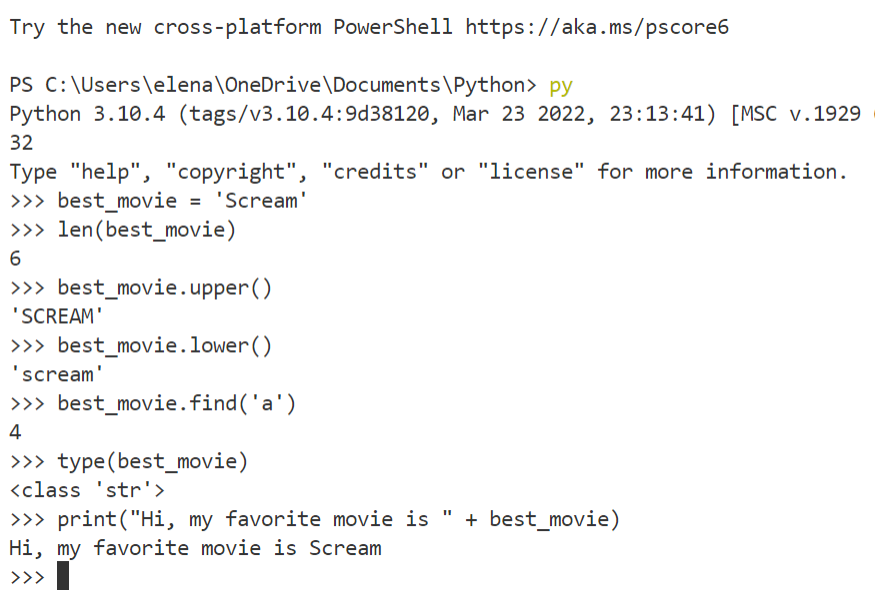 Try the new cross-platform PowerShell https://aka.ms/pscore6
PS C:\Users\elena\OneDrive\Documents\Python> py
Python 3.10.4 (tags/v3.10.4:9d38120, Mar 23 2022, 23:13:41) [MSC v.1929
32
Type "help", "copyright", "credits" or "license" for more information.
>>> best_movie = 'Scream'
>>> len(best_movie)
6
>>> best_movie.upper()
'SCREAM'
>>> best_movie.lower()
'scream'
>>> best_movie.find('a')
4
>>> type(best_movie)
<class 'str'>
>>> print("Hi, my favorite movie is " + best_movie)
Hi, my favorite movie is Scream
>>>